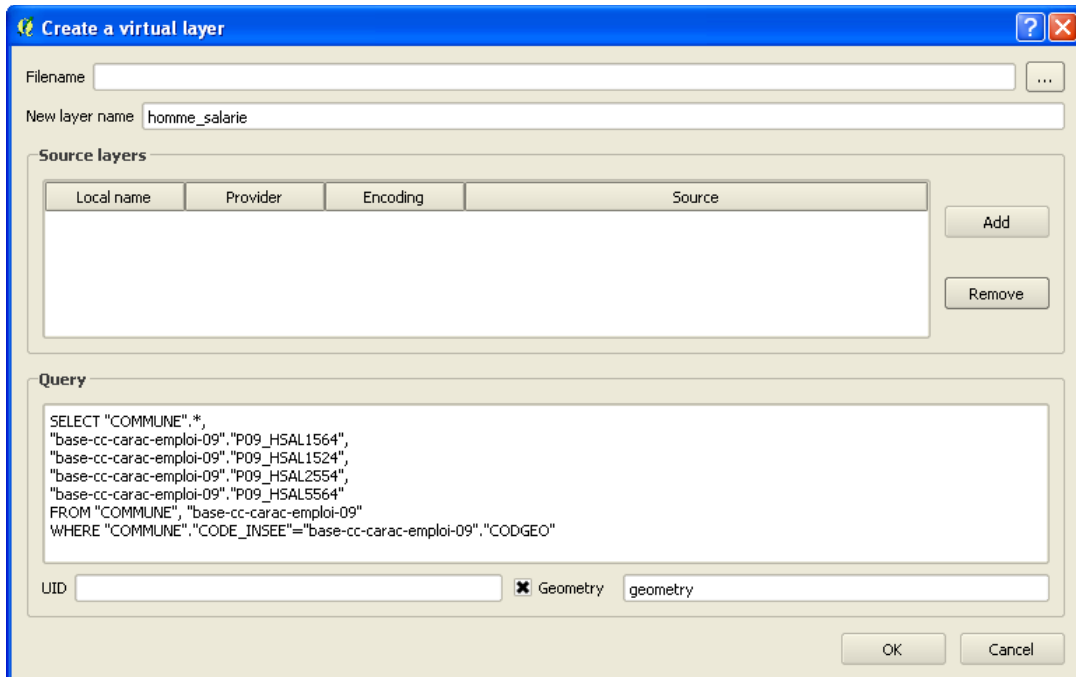 Create a virtual layer
Filename
...
New layer name homme_salarie
Source layers
Local name Provider Encoding Source
Add
Remove
Query
SELECT "COMMUNE".*,
"base-cc-carac-emploi-09"."P09_HSAL1564",
"base-cc-carac-emploi-09"."P09_HSAL1524",
"base-cc-carac-emploi-09"."P09_HSAL2554",
"base-cc-carac-emploi-09"."P09_HSAL5564"
FROM "COMMUNE", "base-cc-carac-emploi-09"
WHERE "COMMUNE"."CODE_INSEE"="base-cc-carac-emploi-09"."CODGEO"
UID Geometry geometry
OK Cancel